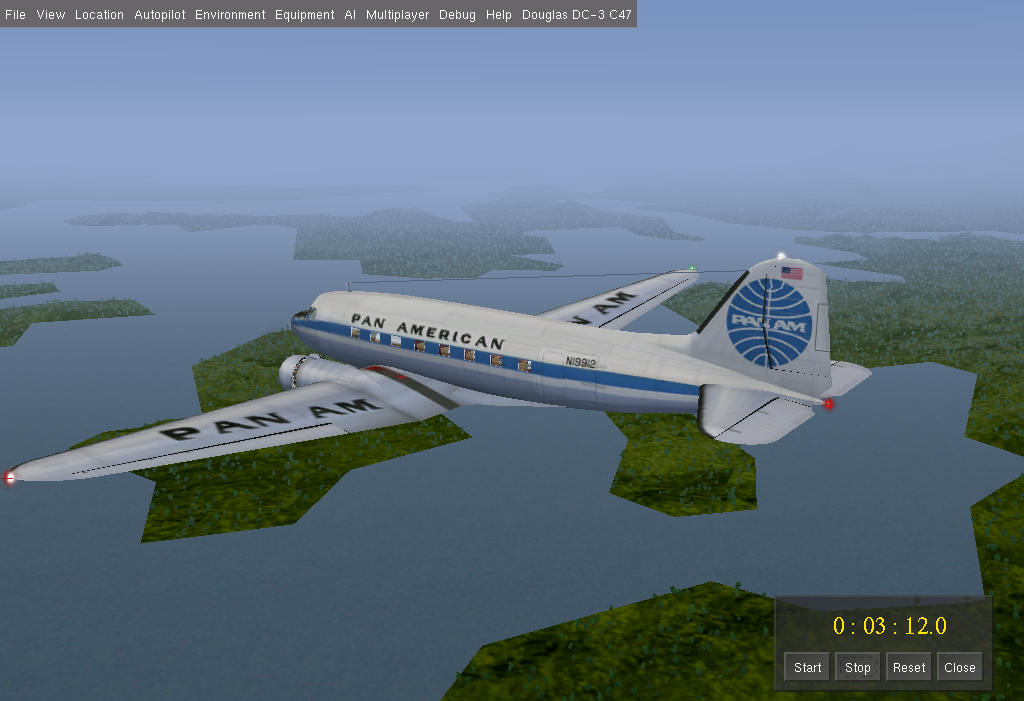 File View Location Autopilot Environment Equipment AI Multiplayer Debug Help Douglas DC-3 C47
PAN AM
N AM
PAN AMERICAN
N19912
PAN AM
0 : 03 : 12.0
Start Stop Reset Close